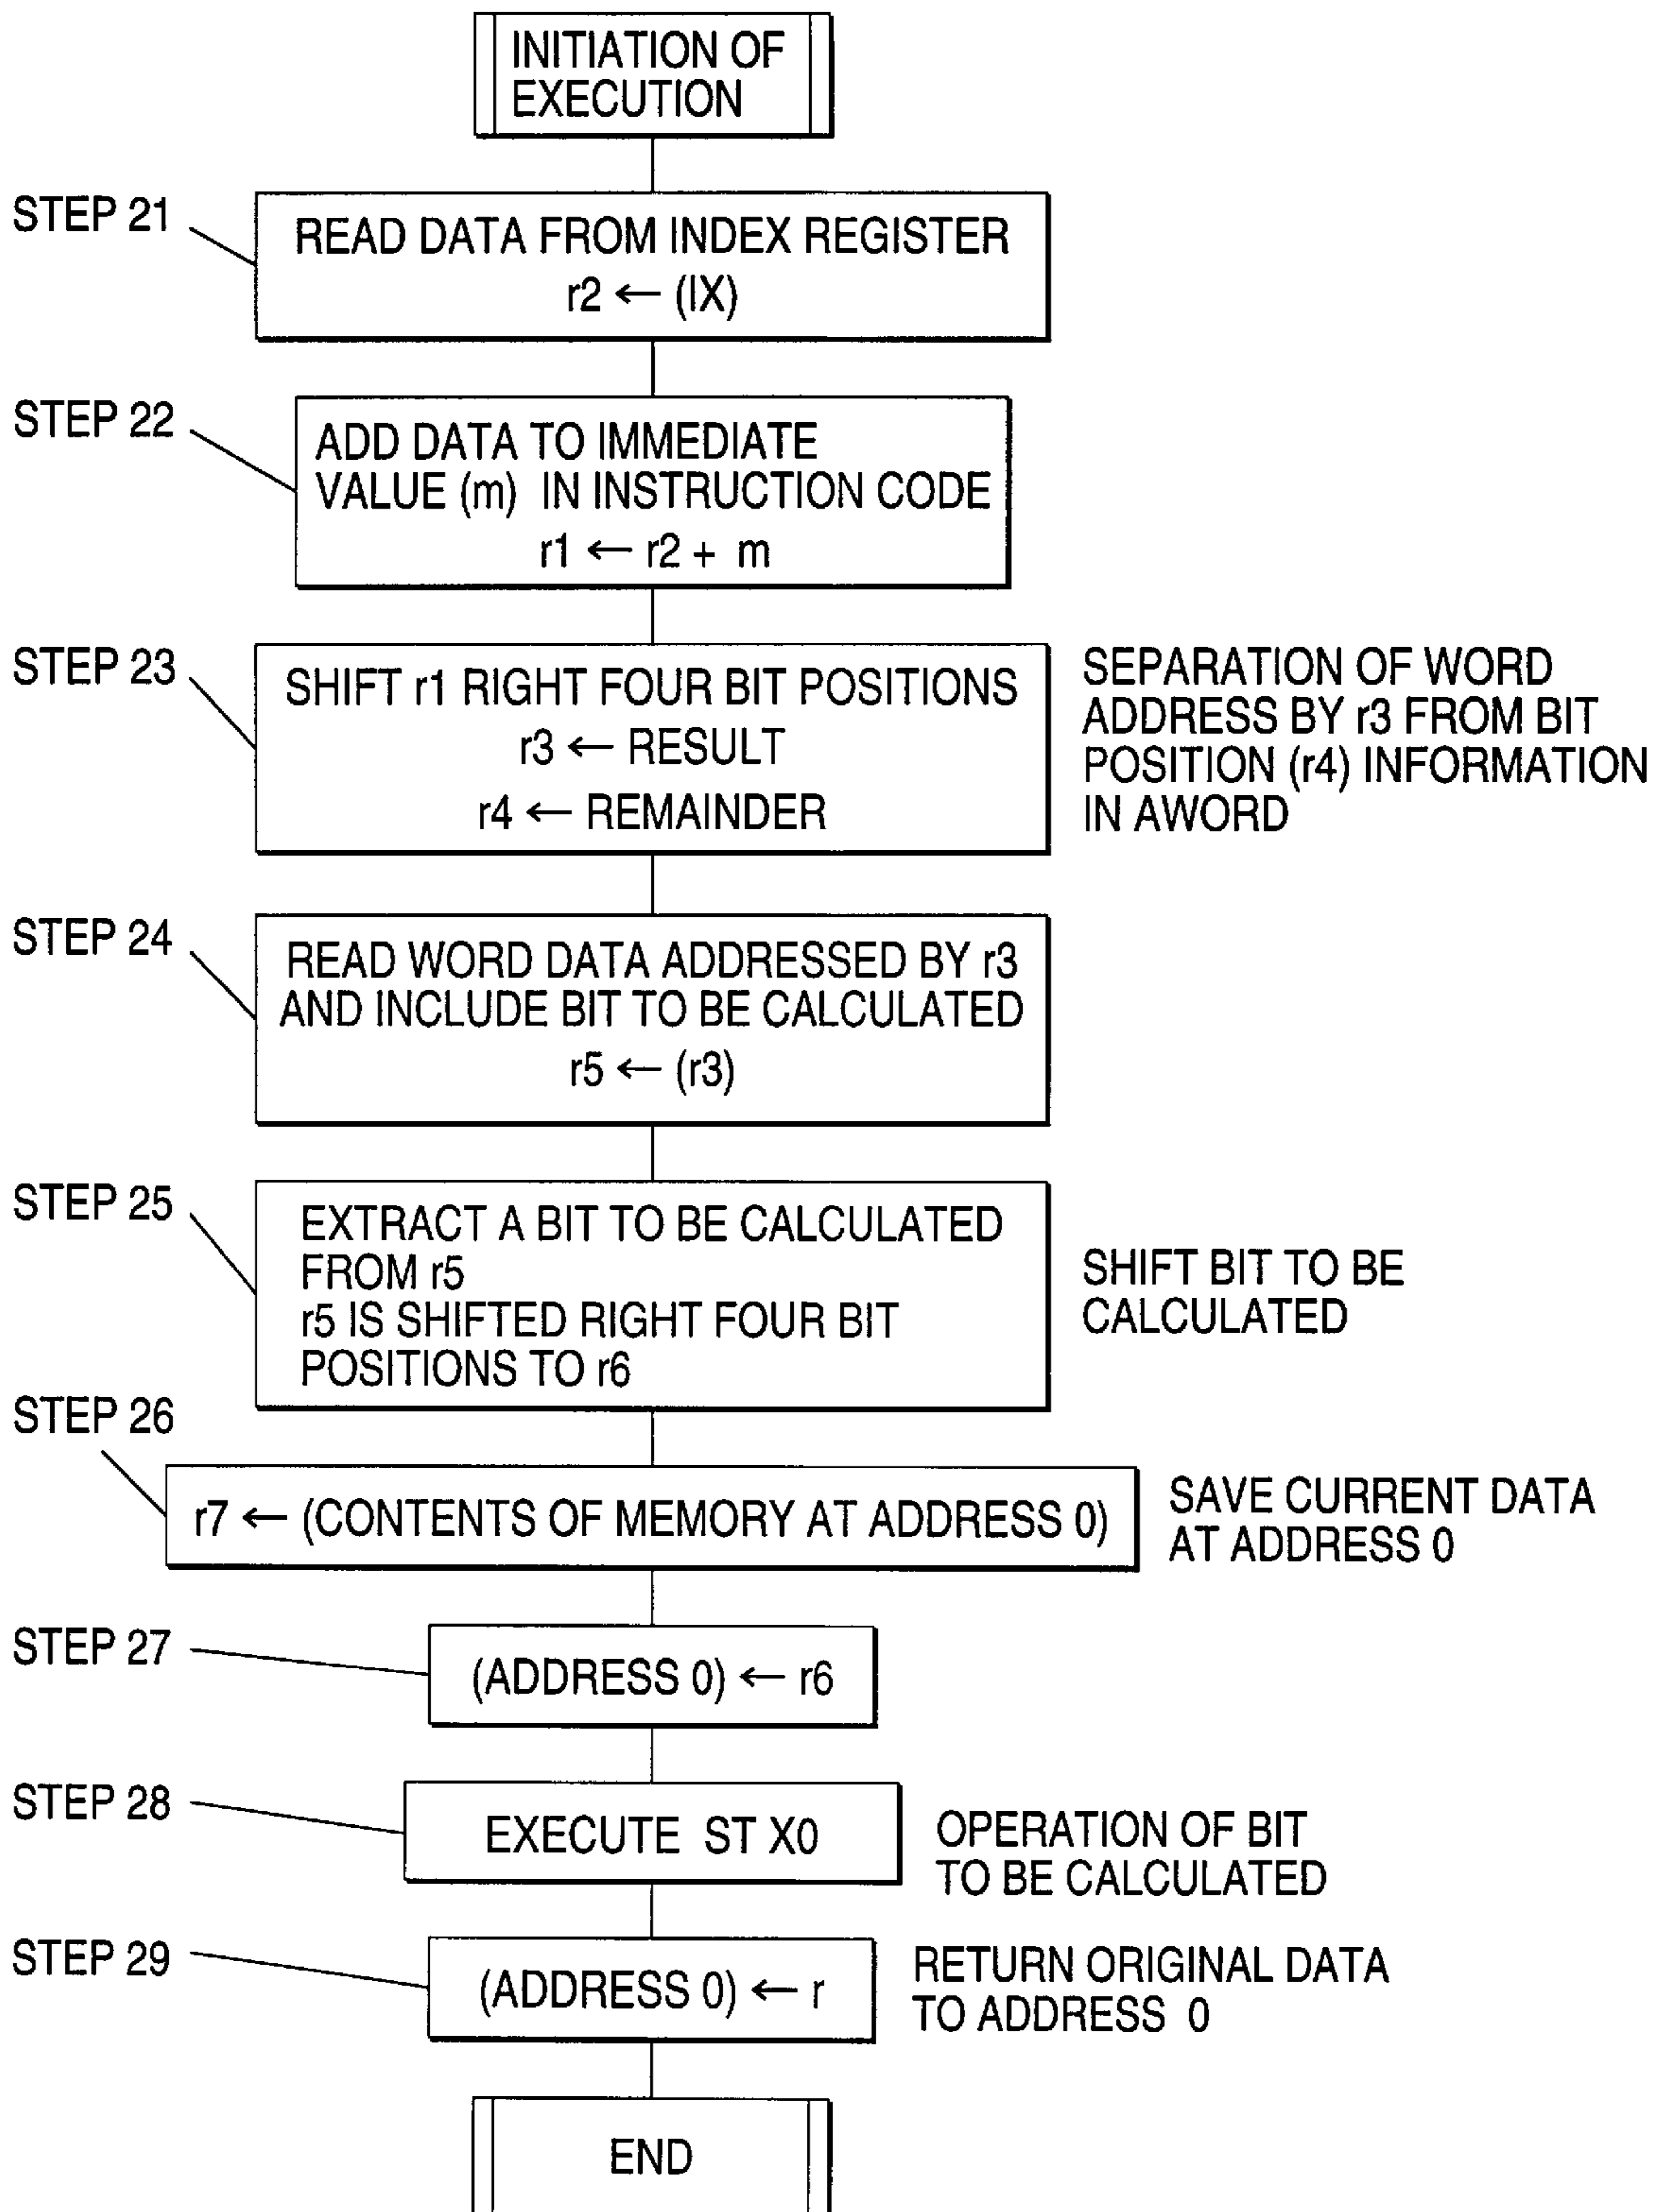 INITIATION OF
EXECUTION
STEP 21
READ DATA FROM INDEX REGISTER
r2 ← (IX)
STEP 22
ADD DATA TO IMMEDIATE
VALUE (m) IN INSTRUCTION CODE
r1 ← r2 + m
STEP 23
SHIFT r1 RIGHT FOUR BIT POSITIONS
r3 ← RESULT
r4 ← REMAINDER
SEPARATION OF WORD
ADDRESS BY r3 FROM BIT
POSITION (r4) INFORMATION
IN AWORD
STEP 24
READ WORD DATA ADDRESSED BY r3
AND INCLUDE BIT TO BE CALCULATED
r5 ← (r3)
STEP 25
EXTRACT A BIT TO BE CALCULATED
FROM r5
r5 IS SHIFTED RIGHT FOUR BIT
POSITIONS TO r6
SHIFT BIT TO BE
CALCULATED
STEP 26
r7 ← (CONTENTS OF MEMORY AT ADDRESS 0)
SAVE CURRENT DATA
AT ADDRESS 0
STEP 27
(ADDRESS 0) ← r6
STEP 28
EXECUTE ST X0
OPERATION OF BIT
TO BE CALCULATED
STEP 29
(ADDRESS 0) ← r
RETURN ORIGINAL DATA
TO ADDRESS 0
END